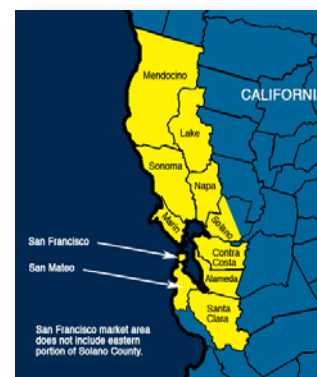 Mendocino
CALIFORNI
Lake
Sonoma
Napa
Marin
Solano
San Francisco
Contra
Costa
San Mateo
Alameda
Santa
Clara
San Francisco market area
does not include eastern
portion of Solano County.